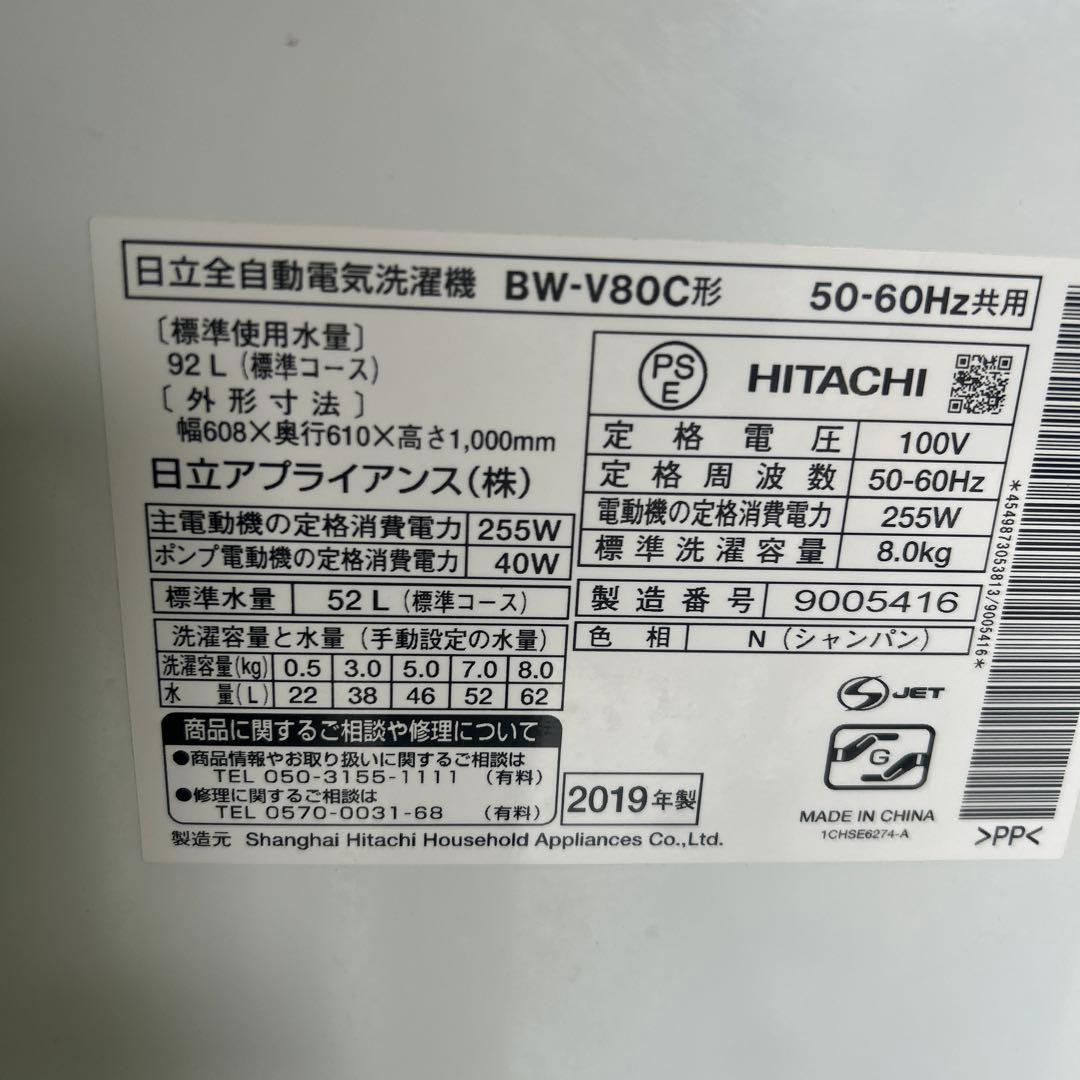 日立全自動電気洗濯機 BW-V80C形 50-60Hz共用
〔標準使用水量〕
92 L (標準コース)
〔外形寸法〕
幅608×奥行610×高さ1,000mm
日立アプライアンス(株)
主電動機の定格消費電力 255W
ポンプ電動機の定格消費電力 40W
標準水量 52 L (標準コース)
洗濯容量と水量 (手動設定の水量)
洗濯容量(kg) 0.5 3.0 5.0 7.0 8.0
水 量(L) 22 38 46 52 62
商品に関するご相談や修理について
●商品情報やお取り扱いに関するご相談は
TEL 050-3155-1111 (有料)
●修理に関するご相談は
TEL 0570-0031-68 (有料)
製造元 Shanghai Hitachi Household Appliances Co.,Ltd.
2019年製
PSE HITACHI
定格電圧 100V
定格周波数 50-60Hz
電動機の定格消費電力 255W
標準洗濯容量 8.0kg
製造番号 9005416
色相 N (シャンパン)
S JET
G
MADE IN CHINA
1CHSE6274-A
*4549873053813/9005416*
>PP<